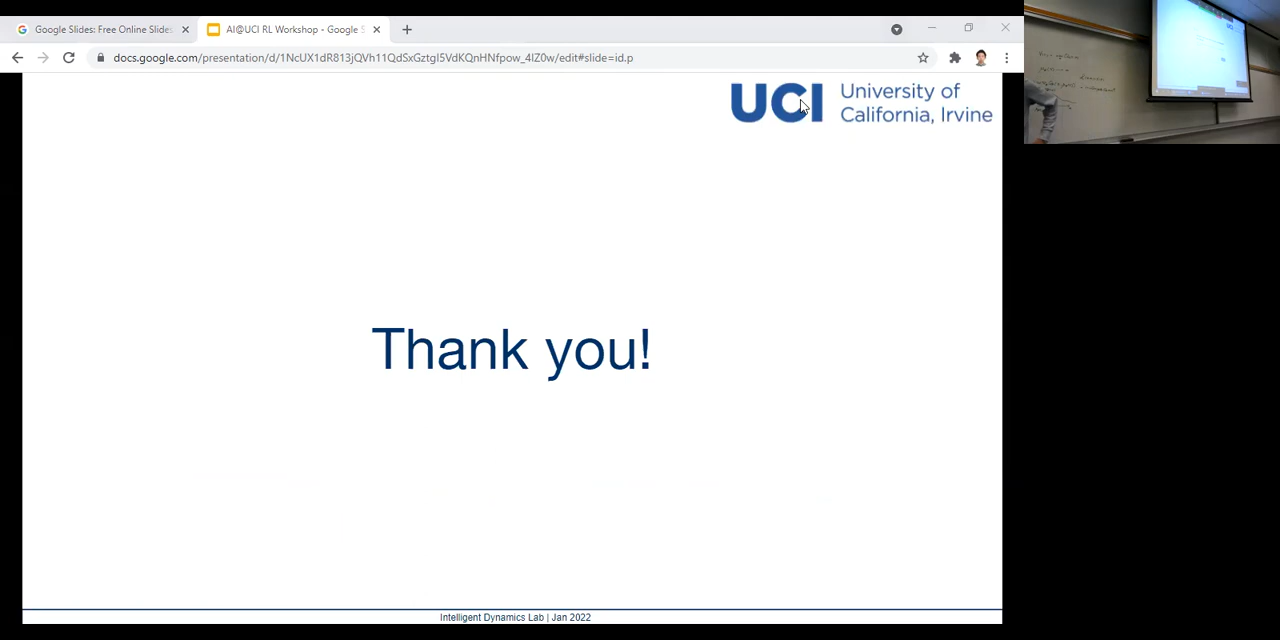 Google Slides: Free Online Slide
AI@UCI RL Workshop - Google S
docs.google.com/presentation/d/1NcUX1dR813jQVh11QdSxGztgI5VdKQnHNfpow_4lZ0w/edit#slide=id.p
UCI University of
California, Irvine
Thank you!
Intelligent Dynamics Lab | Jan 2022